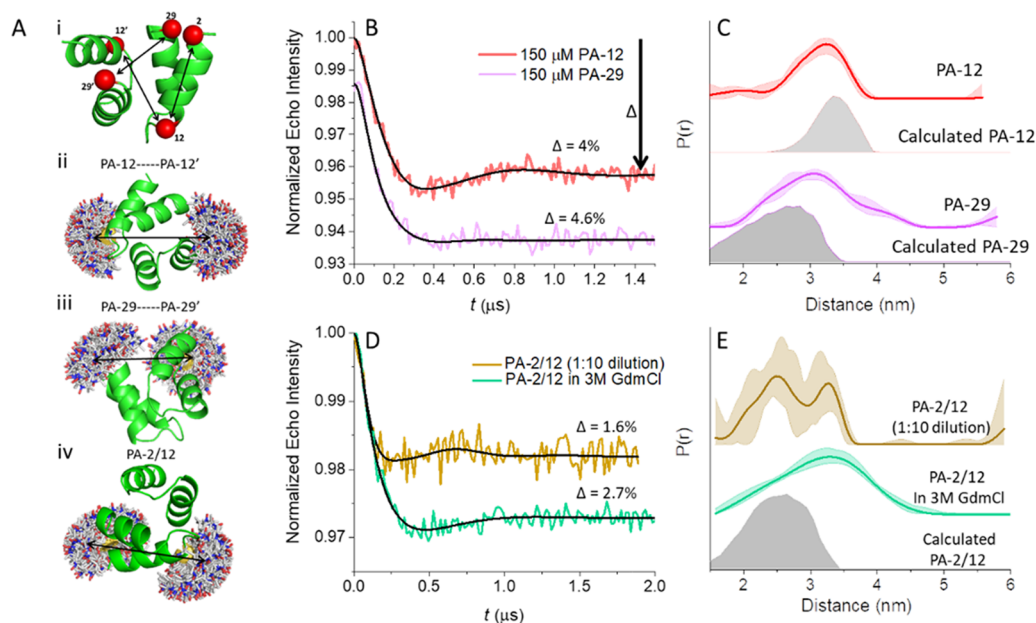 A
i
29
2
12'
29'
12
ii
PA-12-----PA-12'
iii
PA-29-----PA-29'
iv
PA-2/12
B
1.00
0.99
0.98
0.97
0.96
0.95
0.94
0.93
Normalized Echo Intensity
150 µM PA-12
150 µM PA-29
Δ
Δ = 4%
Δ = 4.6%
0.0 0.2 0.4 0.6 0.8 1.0 1.2 1.4
t (µs)
C
P(r)
PA-12
Calculated PA-12
PA-29
Calculated PA-29
2 3 4 5 6
Distance (nm)
D
1.00
0.99
0.98
0.97
Normalized Echo Intensity
PA-2/12 (1:10 dilution)
PA-2/12 in 3M GdmCl
Δ = 1.6%
Δ = 2.7%
0.0 0.5 1.0 1.5 2.0
t (µs)
E
P(r)
PA-2/12
(1:10 dilution)
PA-2/12
In 3M GdmCl
Calculated
PA-2/12
2 3 4 5 6
Distance (nm)